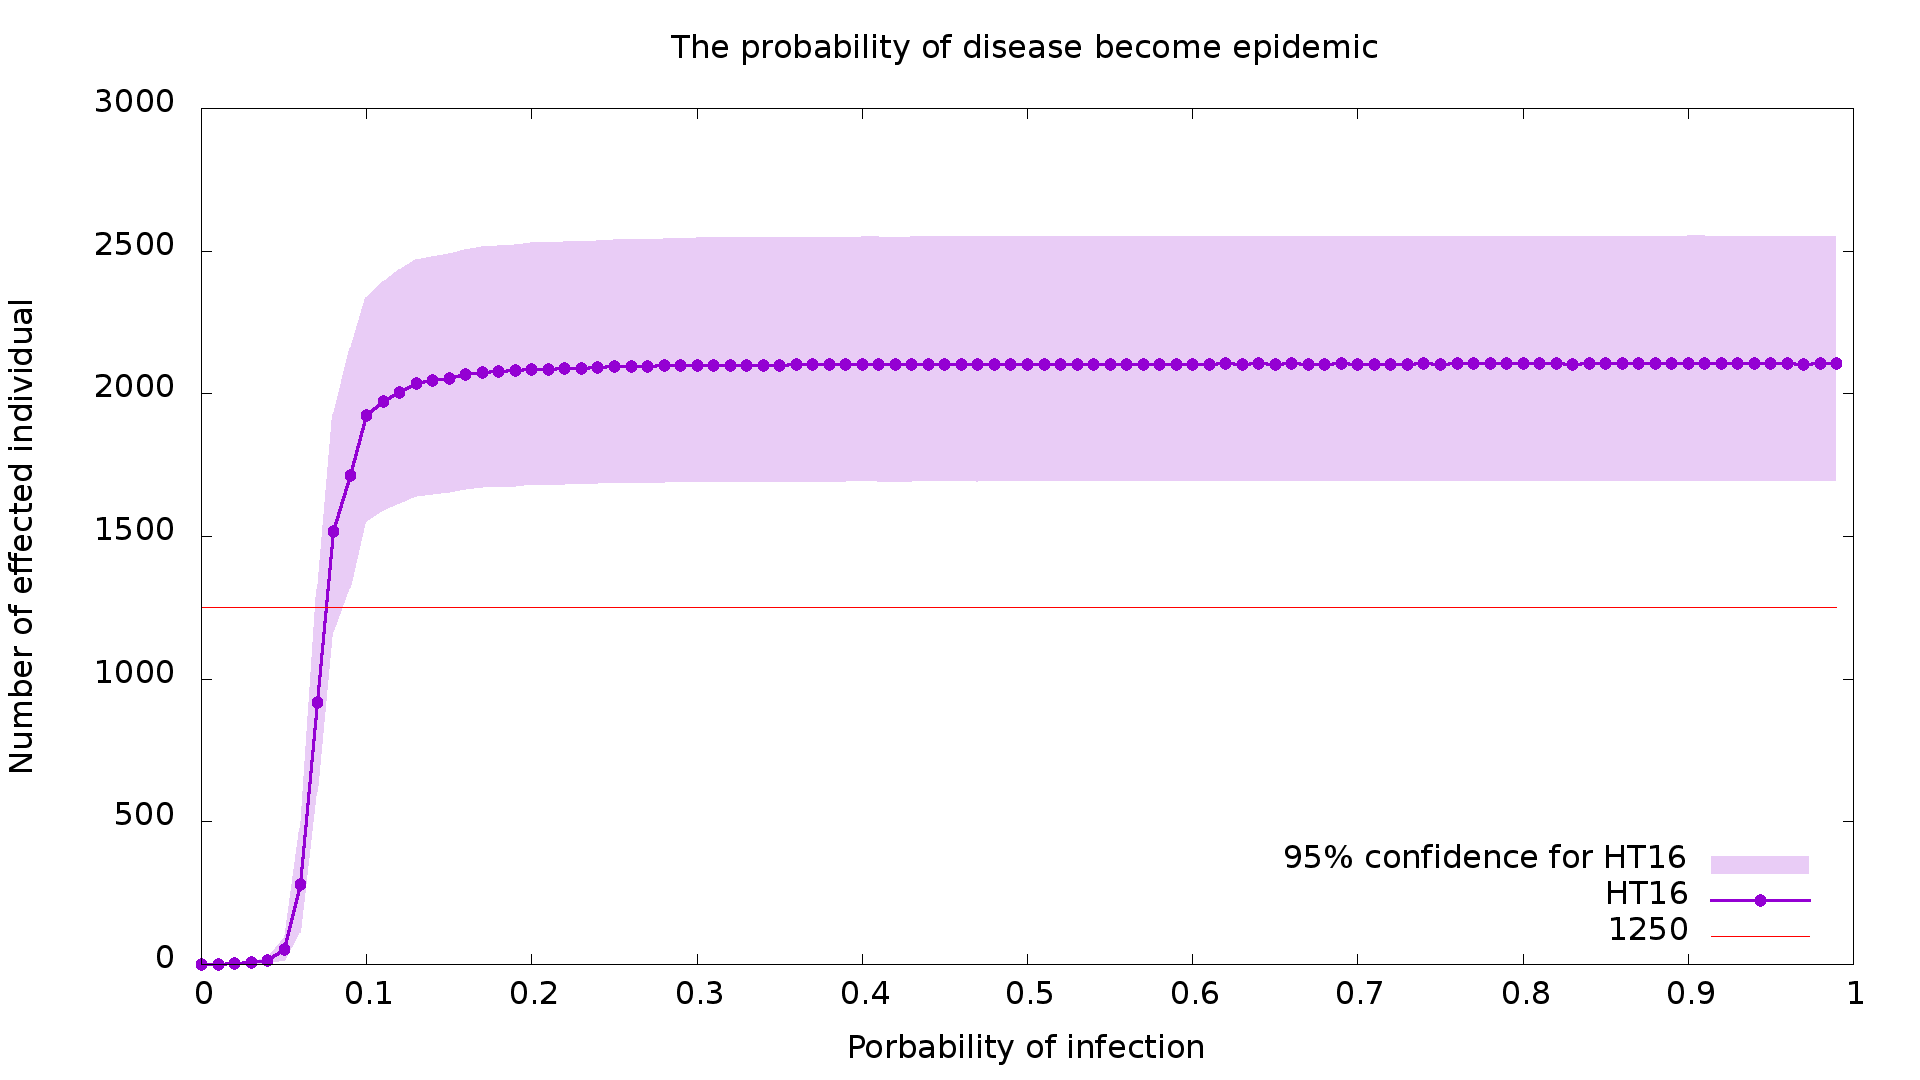 The probability of disease become epidemic
3000
2500
2000
1500
1000
500
0
Number of effected individual
95% confidence for HT16
HT16
1250
0 0.1 0.2 0.3 0.4 0.5 0.6 0.7 0.8 0.9 1
Porbability of infection